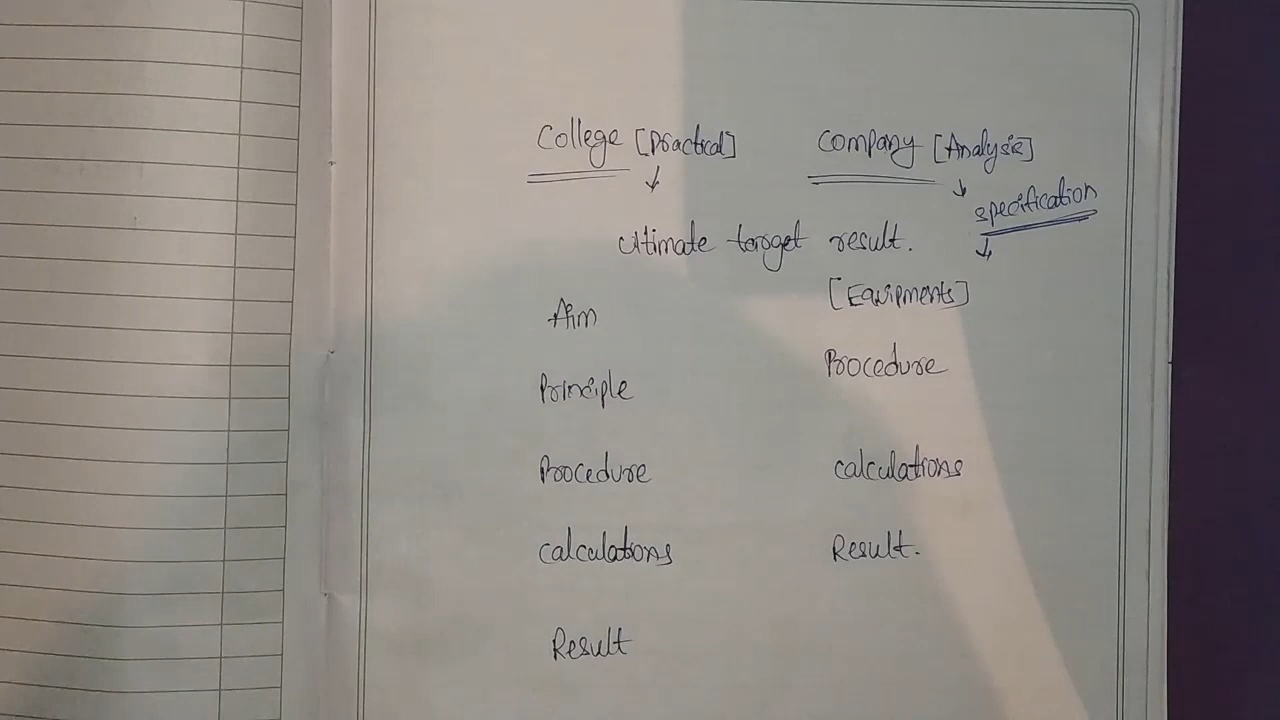 College [Practical] Company [Analysis]
specification
Ultimate target result.
[Equipments]
Aim
Procedure
Principle
Procedure
calculations
calculations
Result.
Result